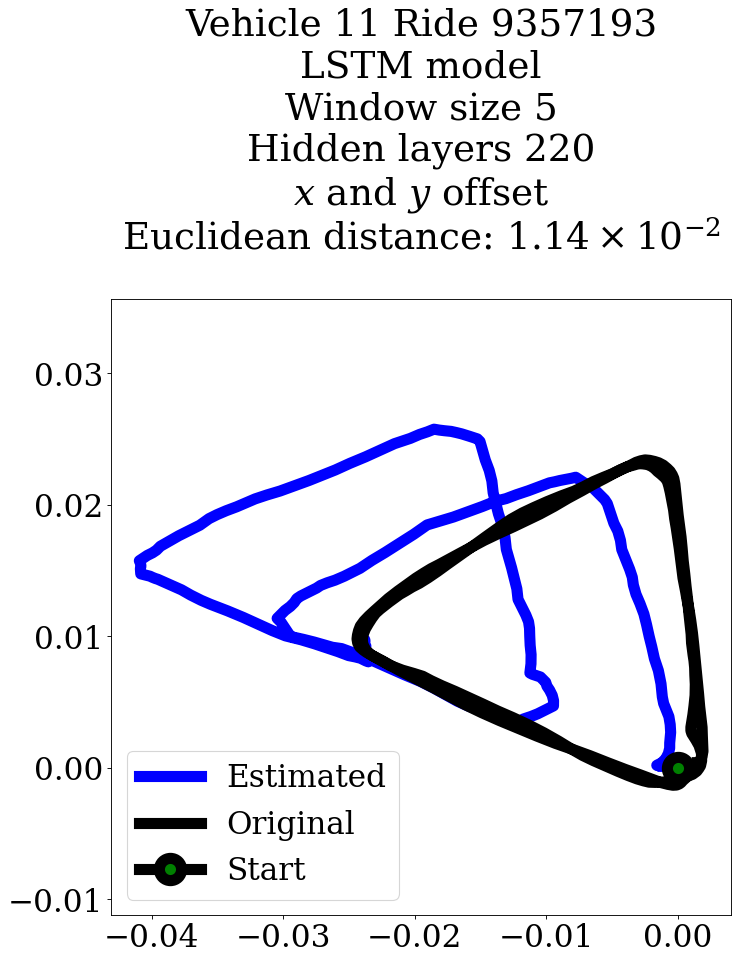 Vehicle 11 Ride 9357193
LSTM model
Window size 5
Hidden layers 220
x and y offset
Euclidean distance: 1.14 × 10⁻²
0.03
0.02
0.01
0.00
−0.01
Estimated
Original
Start
−0.04 −0.03 −0.02 −0.01 0.00